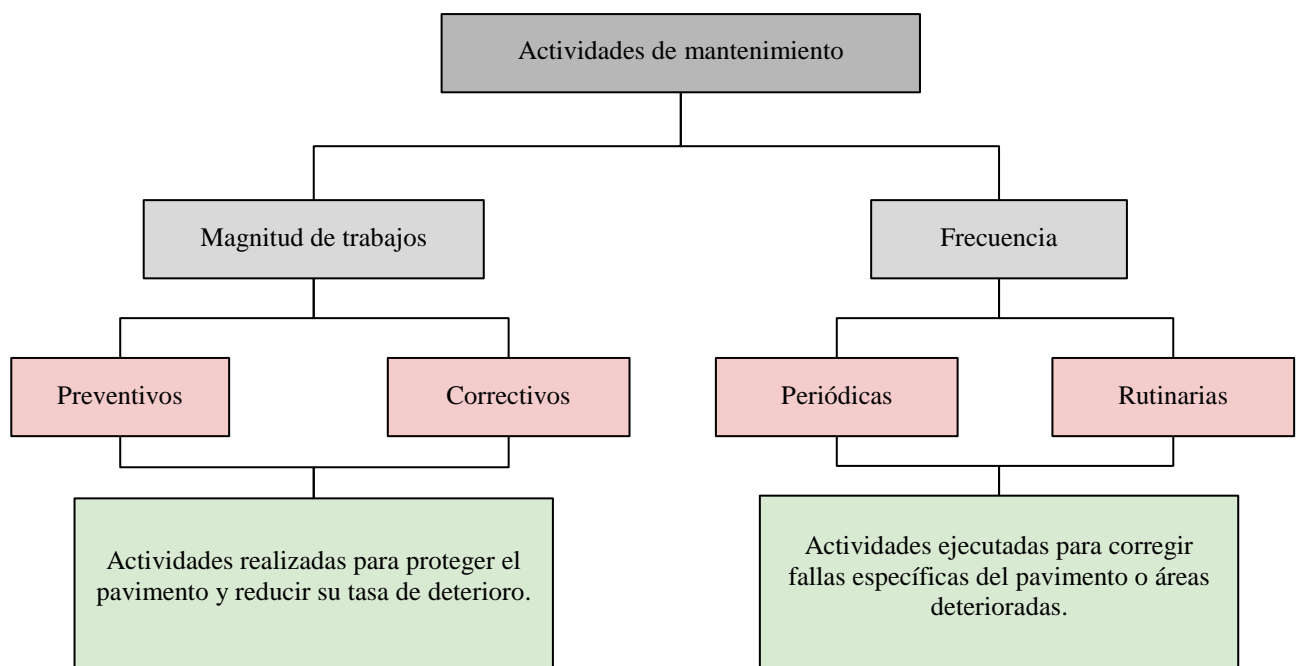 Actividades de mantenimiento
Magnitud de trabajos
Frecuencia
Preventivos
Correctivos
Periódicas
Rutinarias
Actividades realizadas para proteger el
pavimento y reducir su tasa de deterioro.
Actividades ejecutadas para corregir
fallas específicas del pavimento o áreas
deterioradas.